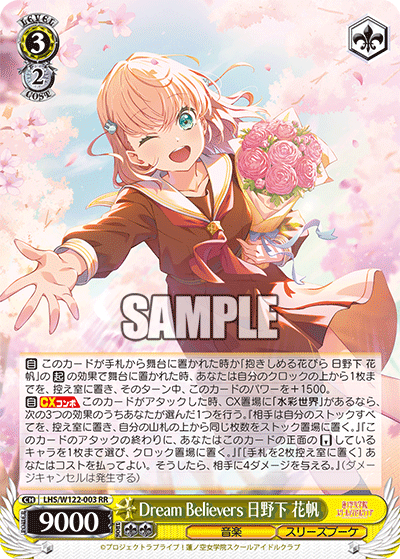 LEVEL
3
2
COST
SAMPLE
自 このカードが手札から舞台に置かれた時か「抱きしめる花びら 日野下 花
帆」の 起 の効果で舞台に置かれた時、あなたは自分のクロックの上から1枚ま
でを、控え室に置き、そのターン中、このカードのパワーを+1500。
自 CXコンボ このカードがアタックした時、CX置場に「水彩世界」があるなら、
次の3つの効果のうちあなたが選んだ1つを行う。『相手は自分のストックすべ
てを、控え室に置き、自分の山札の上から同じ枚数をストック置場に置く。』
『このアタックの終わりに、あなたはこのカードの正面の【レスト】しているキャ
ラを1枚まで選び、クロック置場に置く。』『[手札を2枚控え室に置く]
あなたはコストを払ってよい。そうしたら、相手に4ダメージを与える。』(ダ
メージキャンセルは発生する)
CH
LHS/W122-003 RR
9000
POWER
Dream Believers 日野下 花帆
音楽
スリーズブーケ
©プロジェクトラブライブ!蓮ノ空女学院スクールアイドルクラブ